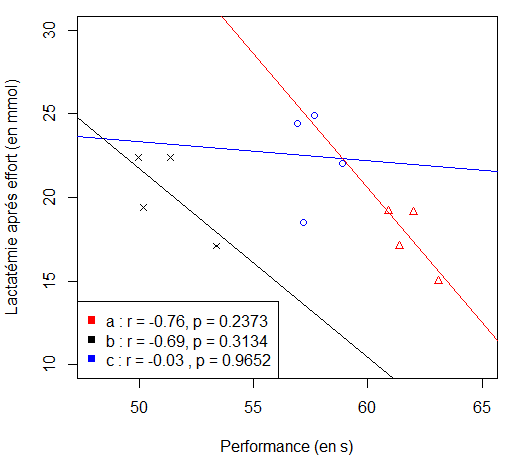 Lactatémie aprés effort (en mmol)
30
25
20
15
10
a : r = -0.76, p = 0.2373
b : r = -0.69, p = 0.3134
c : r = -0.03 , p = 0.9652
50 55 60 65
Performance (en s)